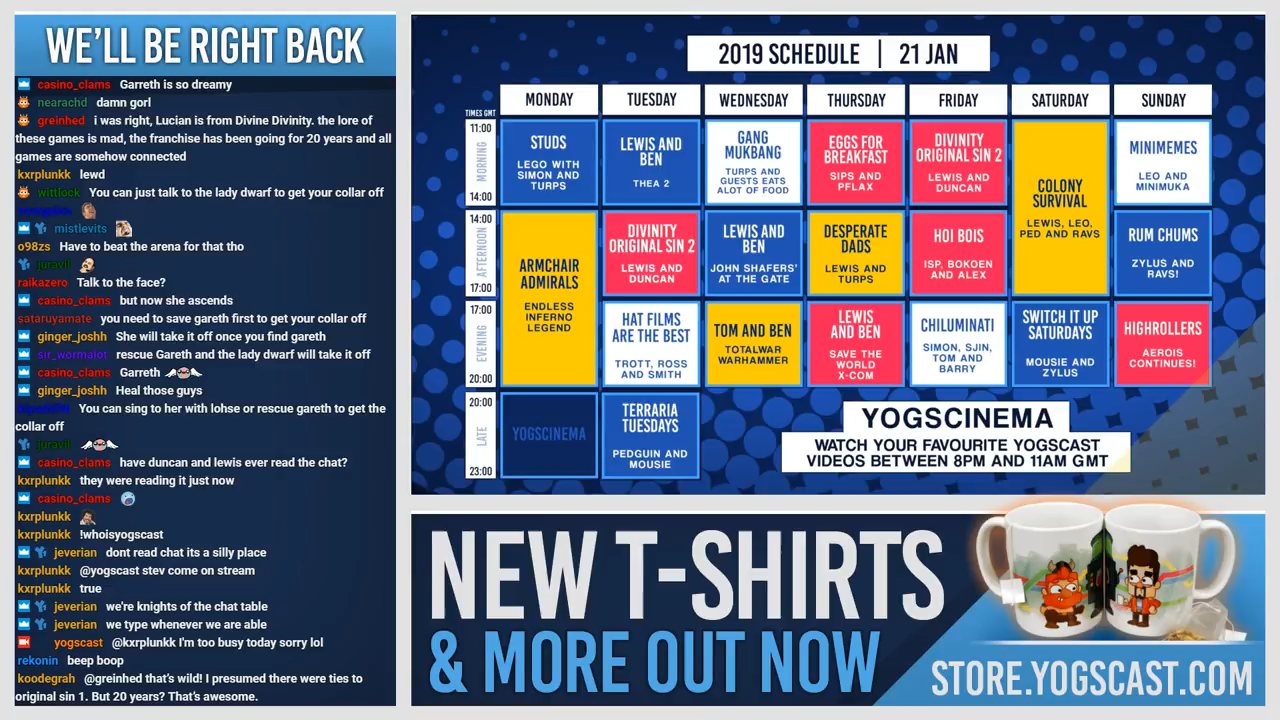 WE'LL BE RIGHT BACK
casino_clams Garreth is so dreamy
nearachd damn gorl
greinhed i was right, Lucian is from Divine Divinity. the lore of
these games is mad, the franchise has been going for 20 years and all
games are somehow connected
kxrplunkk lewd
wittlock You can just talk to the lady dwarf to get your collar off
mistlevits
o98zs Have to beat the arena for that tho
juravil
raikazero Talk to the face?
casino_clams but now she ascends
sataruyamate you need to save gareth first to get your collar off
ginger_joshh She will take it off once you find gareth
sir_wormalot rescue Gareth and the lady dwarf will take it off
casino_clams Garreth
ginger_joshh Heal those guys
You can sing to her with lohse or rescue gareth to get the
collar off
juravil
casino_clams have duncan and lewis ever read the chat?
kxrplunkk they were reading it just now
casino_clams
kxrplunkk
kxrplunkk !whoisyogscast
jeverian dont read chat its a silly place
kxrplunkk @yogscast stev come on stream
kxrplunkk true
jeverian we're knights of the chat table
jeverian we type whenever we are able
yogscast @kxrplunkk I'm too busy today sorry lol
rekonin beep boop
koodegrah @greinhed that's wild! I presumed there were ties to
original sin 1. But 20 years? That's awesome.
2019 SCHEDULE | 21 JAN
TIMES GMT
MONDAY
TUESDAY
WEDNESDAY
THURSDAY
FRIDAY
SATURDAY
SUNDAY
11:00
MORNING
14:00
STUDS
LEGO WITH
SIMON AND
TURPS
LEWIS AND
BEN
THEA 2
GANG
MUKBANG
TURPS AND
GUESTS EATS
ALOT OF FOOD
EGGS FOR
BREAKFAST
SIPS AND
PFLAX
DIVINITY
ORIGINAL SIN 2
LEWIS AND
DUNCAN
COLONY
SURVIVAL
LEWIS, LEO,
PED AND RAVS
MINIMEMES
LEO AND
MINIMUKA
14:00
AFTERNOON
17:00
ARMCHAIR
ADMIRALS
ENDLESS
INFERNO
LEGEND
DIVINITY
ORIGINAL SIN 2
LEWIS AND
DUNCAN
LEWIS AND
BEN
JOHN SHAFERS'
AT THE GATE
DESPERATE
DADS
LEWIS AND
TURPS
HOI BOIS
ISP, BOKOEN
AND ALEX
RUM CHUMS
ZYLUS AND
RAVS!
17:00
EVENING
20:00
HAT FILMS
ARE THE BEST
TROTT, ROSS
AND SMITH
TOM AND BEN
TOTALWAR
WARHAMMER
LEWIS
AND BEN
SAVE THE
WORLD
X-COM
CHILUMINATI
SIMON, SJIN,
TOM AND
BARRY
SWITCH IT UP
SATURDAYS
MOUSIE AND
ZYLUS
HIGHROLLERS
AEROIS
CONTINUES!
20:00
LATE
23:00
YOGSCINEMA
TERRARIA
TUESDAYS
PEDGUIN AND
MOUSIE
YOGSCINEMA
WATCH YOUR FAVOURITE YOGSCAST
VIDEOS BETWEEN 8PM AND 11AM GMT
NEW T-SHIRTS
& MORE OUT NOW
STORE.YOGSCAST.COM